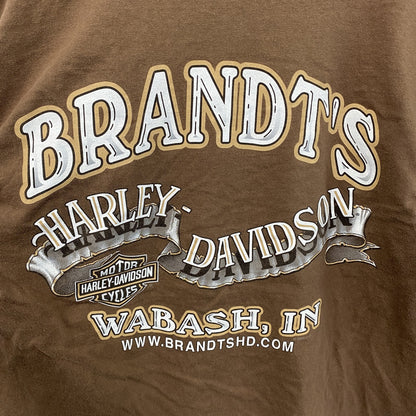 BRANDT'S
HARLEY-
DAVIDSON
MOTOR
HARLEY-DAVIDSON
CYCLES
WABASH, IN
WWW.BRANDTSHD.COM